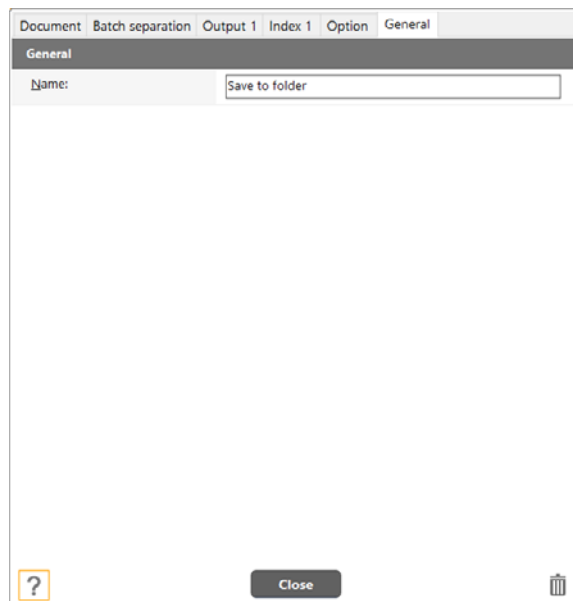 Document Batch separation Output 1 Index 1 Option General
General
Name: Save to folder
? Close